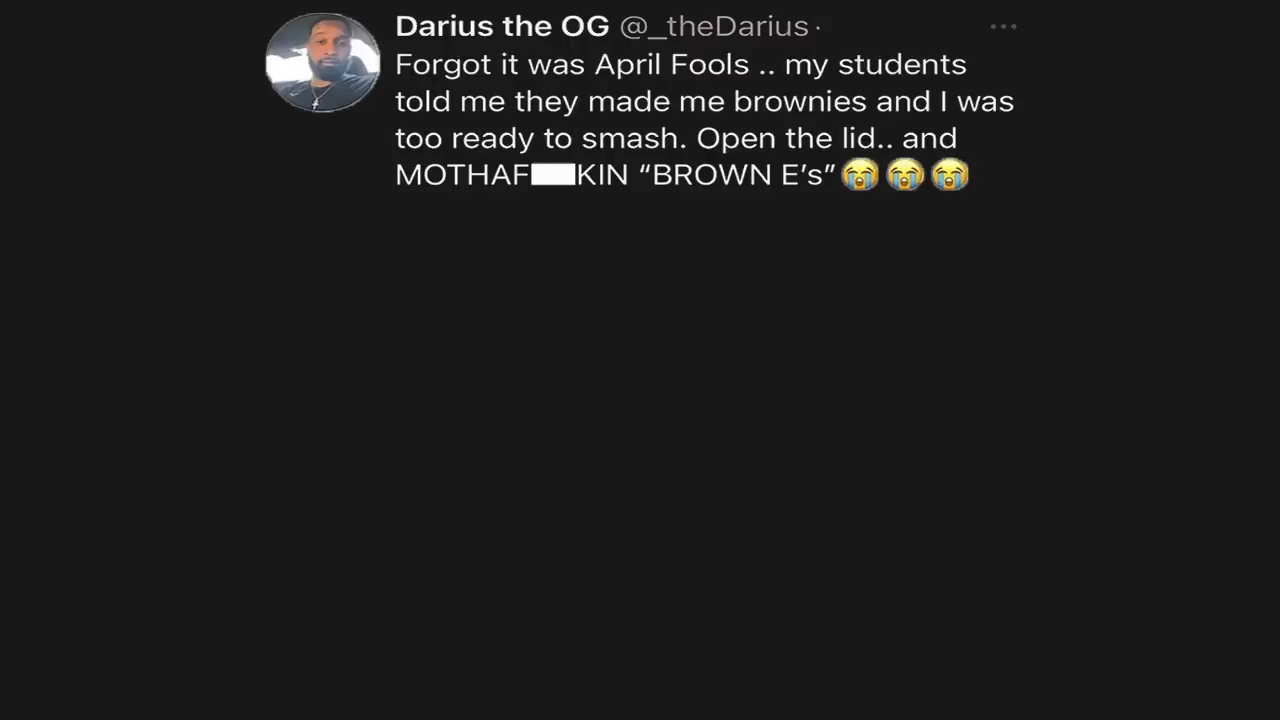 Darius the OG @_theDarius ·
Forgot it was April Fools .. my students
told me they made me brownies and I was
too ready to smash. Open the lid.. and
MOTHAF██KIN “BROWN E’s”😭😭😭